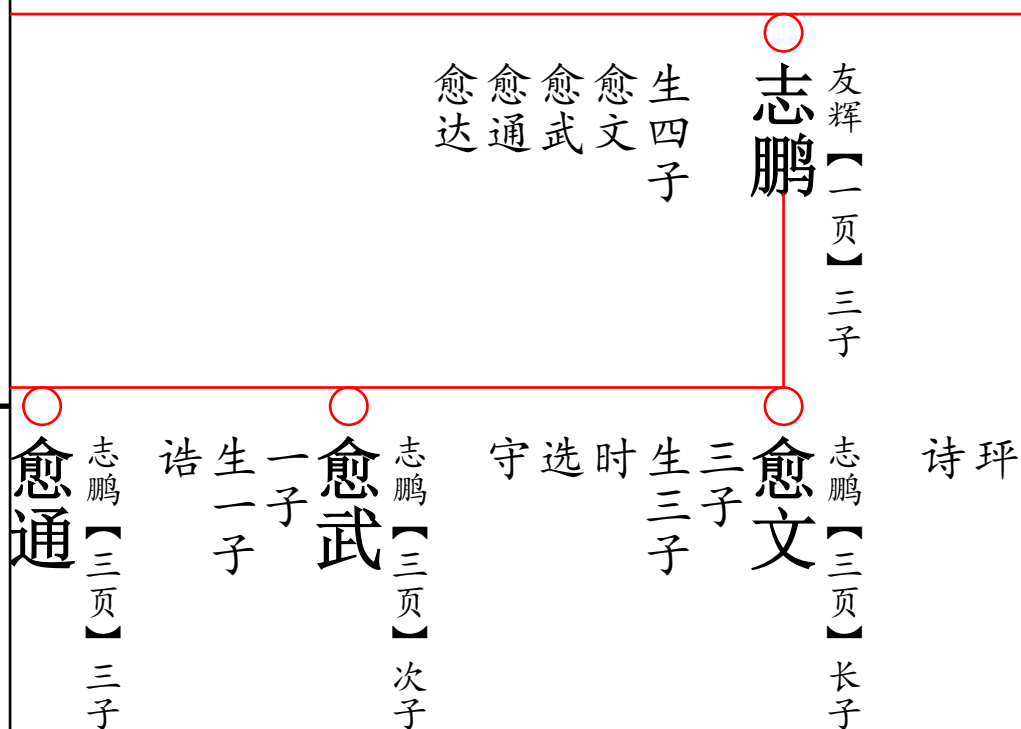 友辉【一页】三子
志鹏
生四子
愈文
愈武
愈通
愈达
玶
诗
志鹏【三页】长子
愈文
三子
生三子
时
选
守
志鹏【三页】次子
愈武
一子
生一子
诰
志鹏【三页】三子
愈通